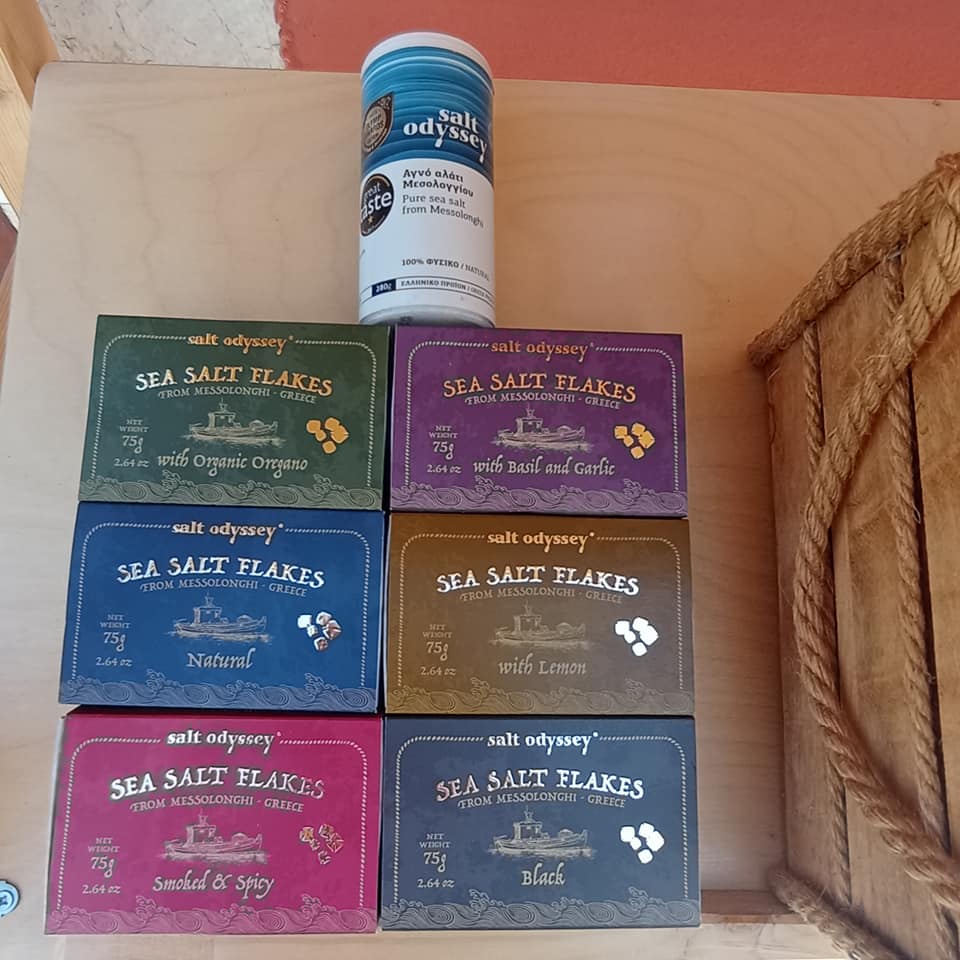 salt
odyssey
great
taste
Αγνό αλάτι
Μεσολογγίου
Pure sea salt
from Messolonghi
100% ΦΥΣΙΚΟ / NATURAL
280g ΕΛΛΗΝΙΚΟ ΠΡΟΪΟΝ / GREEK
salt odyssey®
SEA SALT FLAKES
FROM MESSOLONGHI - GREECE
NET
WEIGHT
75g
2.64 oz
with Organic Oregano
salt odyssey®
SEA SALT FLAKES
FROM MESSOLONGHI - GREECE
NET
WEIGHT
75g
2.64 oz
with Basil and Garlic
salt odyssey®
SEA SALT FLAKES
FROM MESSOLONGHI - GREECE
NET
WEIGHT
75g
2.64 oz
Natural
salt odyssey®
SEA SALT FLAKES
FROM MESSOLONGHI - GREECE
NET
WEIGHT
75g
2.64 oz
with Lemon
salt odyssey®
SEA SALT FLAKES
FROM MESSOLONGHI - GREECE
NET
WEIGHT
75g
2.64 oz
Smoked & Spicy
salt odyssey®
SEA SALT FLAKES
FROM MESSOLONGHI - GREECE
NET
WEIGHT
75g
2.64 oz
Black